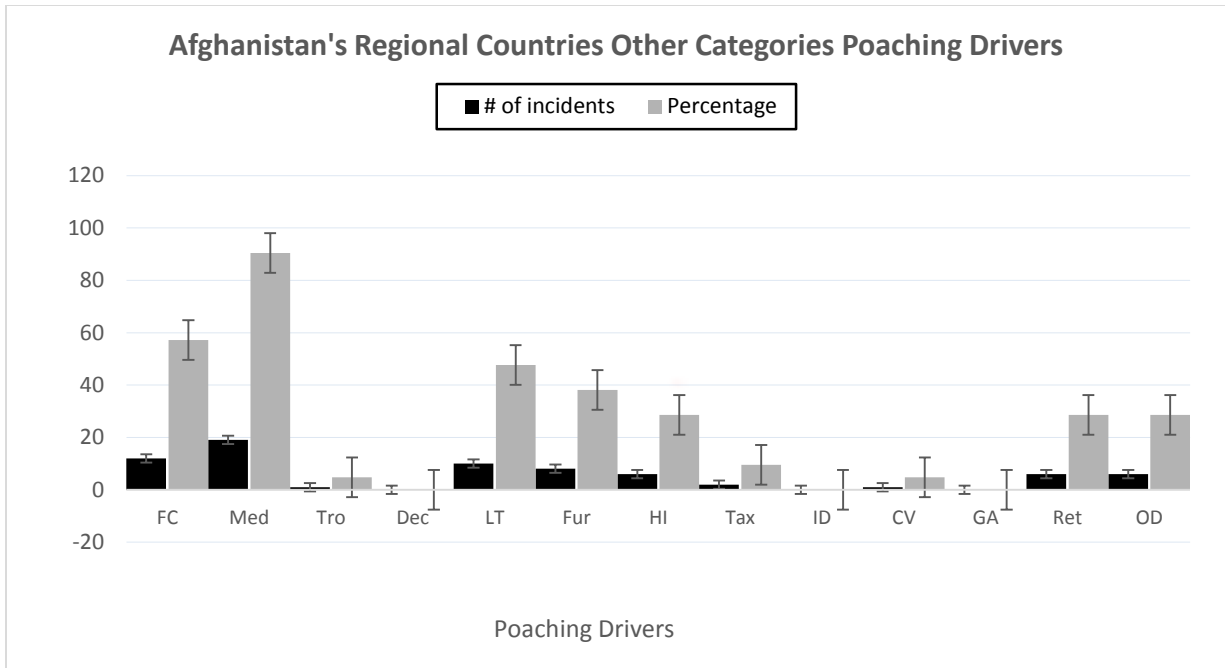 Afghanistan's Regional Countries Other Categories Poaching Drivers
# of incidents Percentage
120
100
80
60
40
20
0
-20
FC Med Tro Dec LT Fur HI Tax ID CV GA Ret OD
Poaching Drivers